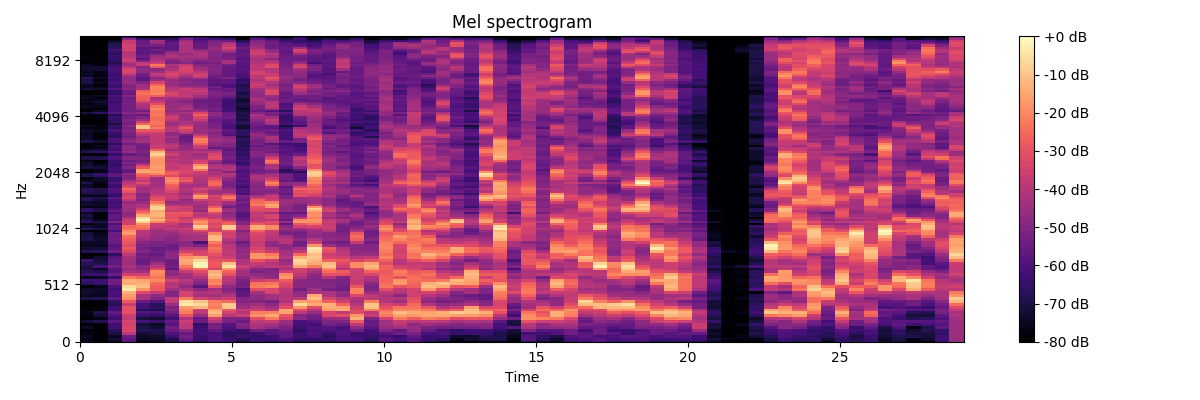 Mel spectrogram
8192
4096
2048
1024
512
0
Hz
0 5 10 15 20 25
Time
+0 dB
-10 dB
-20 dB
-30 dB
-40 dB
-50 dB
-60 dB
-70 dB
-80 dB